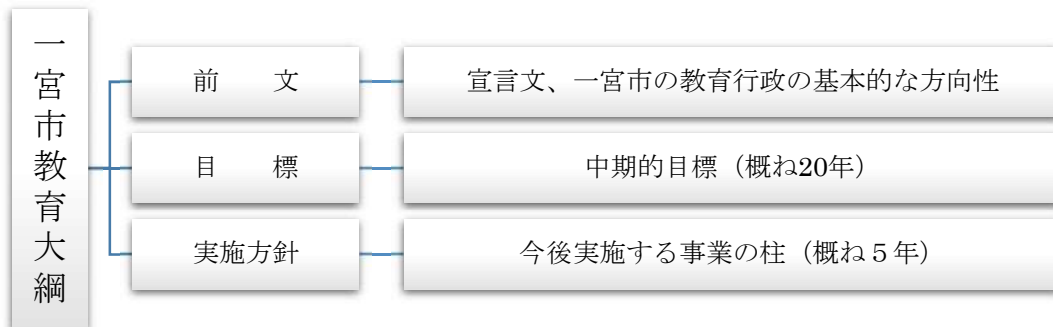 一宮市教育大綱
前　　文
宣言文、一宮市の教育行政の基本的な方向性
目　　標
中期的目標（概ね20年）
実施方針
今後実施する事業の柱（概ね５年）